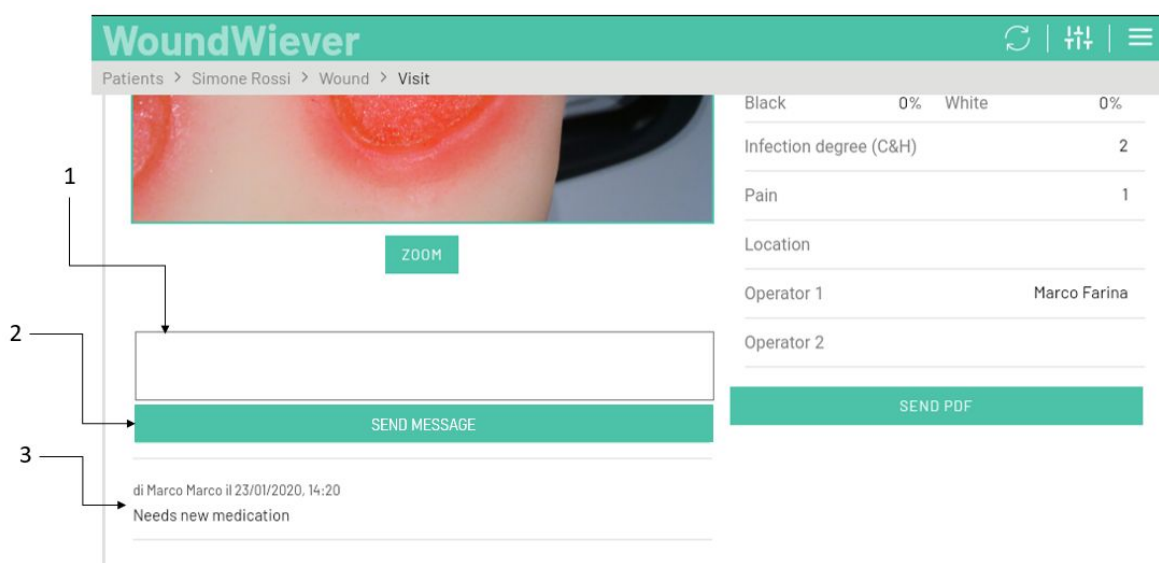 WoundWiever
Patients > Simone Rossi > Wound > Visit
Black 0% White 0%
Infection degree (C&H) 2
Pain 1
Location
Operator 1 Marco Farina
Operator 2
SEND PDF
1
ZOOM
2
SEND MESSAGE
3
di Marco Marco il 23/01/2020, 14:20
Needs new medication